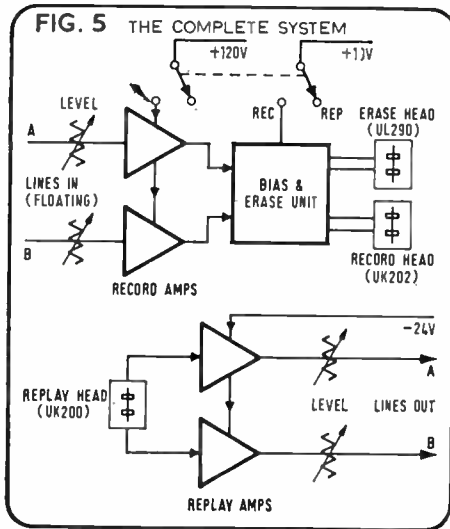 FIG. 5 THE COMPLETE SYSTEM
+120V
+10V
LEVEL
REC
REP
ERASE HEAD
(UL290)
A
LINES IN
(FLOATING)
BIAS &
ERASE UNIT
B
RECORD HEAD
(UK202)
RECORD AMPS
-24V
A
REPLAY HEAD
(UK200)
LEVEL
LINES OUT
B
REPLAY AMPS